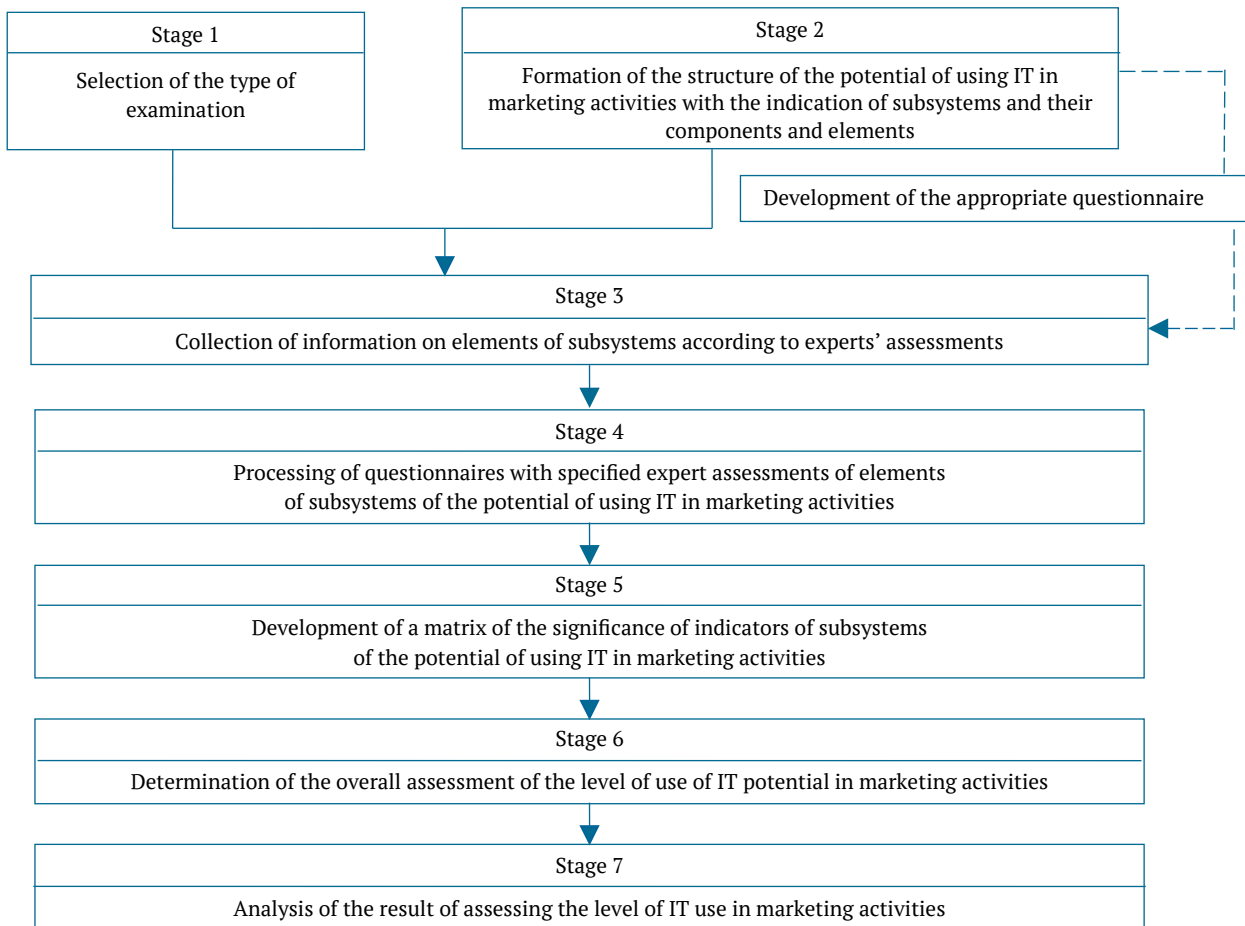 Stage 1
Selection of the type of
examination
Stage 2
Formation of the structure of the potential of using IT in
marketing activities with the indication of subsystems and their
components and elements
Development of the appropriate questionnaire
Stage 3
Collection of information on elements of subsystems according to experts’ assessments
Stage 4
Processing of questionnaires with specified expert assessments of elements
of subsystems of the potential of using IT in marketing activities
Stage 5
Development of a matrix of the significance of indicators of subsystems
of the potential of using IT in marketing activities
Stage 6
Determination of the overall assessment of the level of use of IT potential in marketing activities
Stage 7
Analysis of the result of assessing the level of IT use in marketing activities